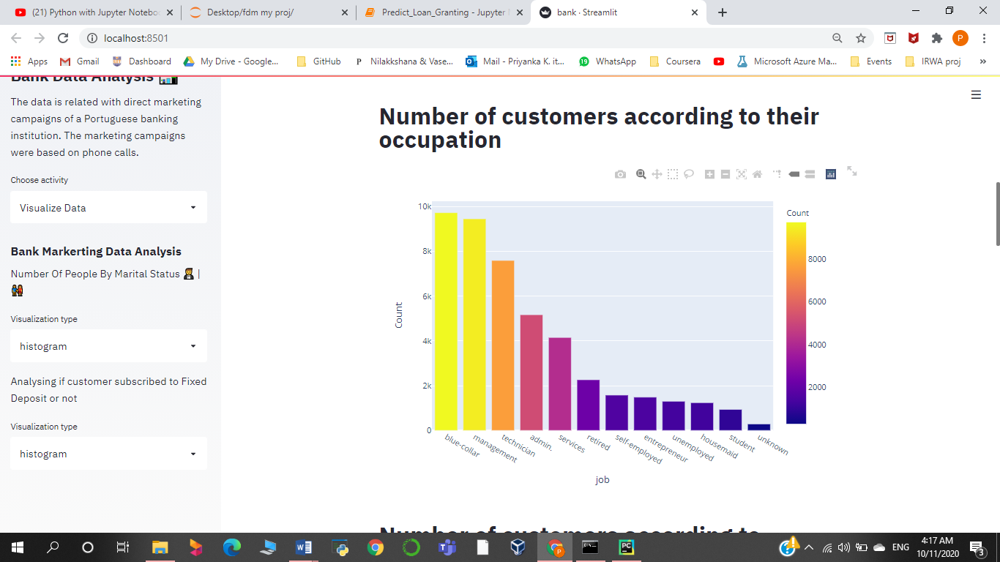 (21) Python with Jupyter Notebo
Desktop/fdm my proj/
Predict_Loan_Granting - Jupyter
bank · Streamlit
localhost:8501
P
Apps
Gmail
Dashboard
My Drive - Google...
GitHub
P
Nilakkshana & Vase...
Mail - Priyanka K. it...
19
WhatsApp
Coursera
Microsoft Azure Ma...
Events
IRWA proj
»
Bank Data Analysis
The data is related with direct marketing
campaigns of a Portuguese banking
institution. The marketing campaigns
were based on phone calls.
Choose activity
Visualize Data
Bank Markerting Data Analysis
Number Of People By Marital Status |
Visualization type
histogram
Analysing if customer subscribed to Fixed
Deposit or not
Visualization type
histogram
Number of customers according to their
occupation
10k
8k
6k
4k
2k
0
Count
blue-collar
management
technician
admin.
services
retired
self-employed
entrepreneur
unemployed
housemaid
student
unknown
job
Count
8000
6000
4000
2000
Number of customers according to
ENG
4:17 AM
10/11/2020
3